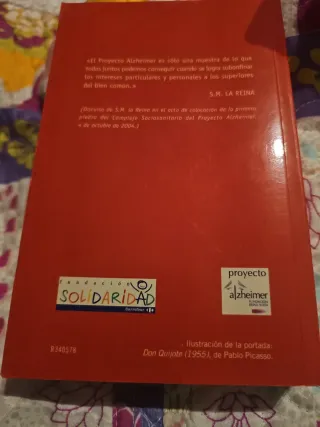 «El Proyecto Alzheimer es sólo una muestra de lo que
todos juntos podemos conseguir cuando se logra subordinar
los intereses particulares y personales a los superiores
del bien común.»
S.M. LA REINA
(Discurso de S.M. la Reina en el acto de colocación de la primera
piedra del Complejo Sociosanitario del Proyecto Alzheimer,
de octubre de 2004.)
Fundación
SOLIDARIDAD
Carrefour
proyecto
alzheimer
Ilustración de la portada:
Don Quijote (1955), de Pablo Picasso.
9340178